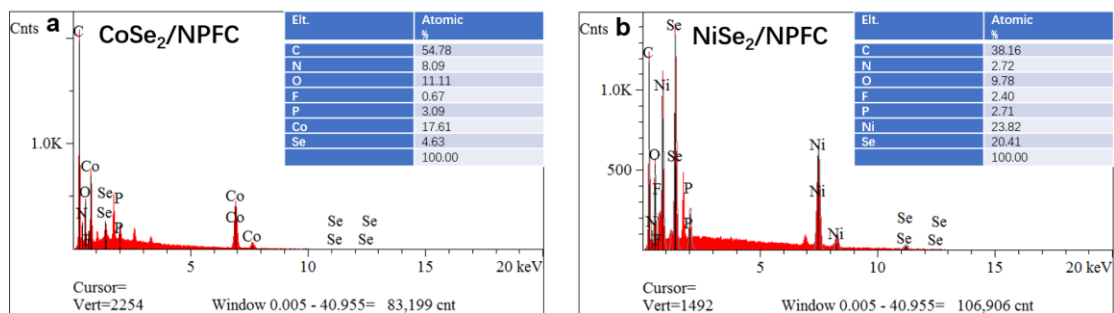 a
Cnts
CoSe2/NPFC
Elt. Atomic %
C 54.78
N 8.09
O 11.11
F 0.67
P 3.09
Co 17.61
Se 4.63
100.00
1.0K
C
Co
O
N
F
Se
Se
P
P
Co
Co
Co
Se
Se
Se
Se
5 10 15 20 keV
Cursor=
Vert=2254 Window 0.005 - 40.955= 83,199 cnt
b
Cnts
NiSe2/NPFC
Elt. Atomic %
C 38.16
N 2.72
O 9.78
F 2.40
P 2.71
Ni 23.82
Se 20.41
100.00
1.0K
500
Se
C
Ni
O
Se
F
N
F
P
P
Ni
Ni
Ni
Se
Se
Se
Se
5 10 15 20 keV
Cursor=
Vert=1492 Window 0.005 - 40.955= 106,906 cnt